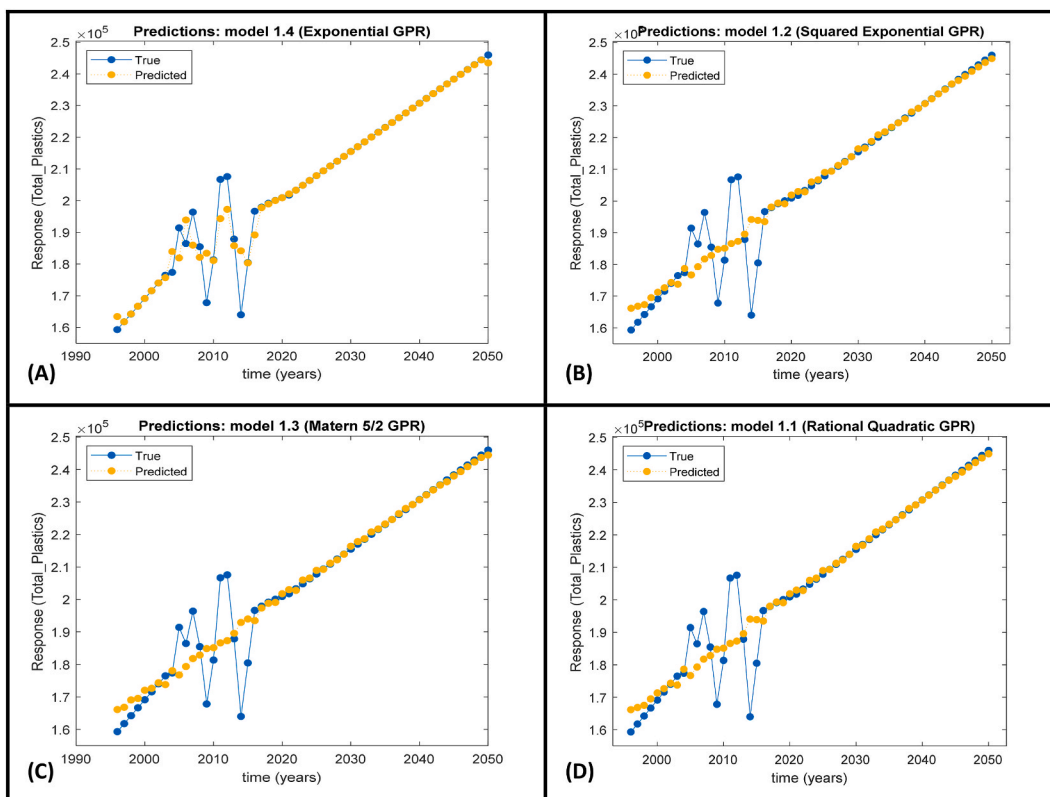 Predictions: model 1.4 (Exponential GPR)
×10⁵
2.5
2.4
2.3
2.2
2.1
2
1.9
1.8
1.7
1.6
Response (Total_Plastics)
True
Predicted
1990 2000 2010 2020 2030 2040 2050
time (years)
(A)
Predictions: model 1.2 (Squared Exponential GPR)
×10⁵
2.5
2.4
2.3
2.2
2.1
2
1.9
1.8
1.7
1.6
Response (Total_Plastics)
True
Predicted
2000 2010 2020 2030 2040 2050
time (years)
(B)
Predictions: model 1.3 (Matern 5/2 GPR)
×10⁵
2.5
2.4
2.3
2.2
2.1
2
1.9
1.8
1.7
1.6
Response (Total_Plastics)
True
Predicted
1990 2000 2010 2020 2030 2040 2050
time (years)
(C)
Predictions: model 1.1 (Rational Quadratic GPR)
×10⁵
2.5
2.4
2.3
2.2
2.1
2
1.9
1.8
1.7
1.6
Response (Total_Plastics)
True
Predicted
2000 2010 2020 2030 2040 2050
time (years)
(D)